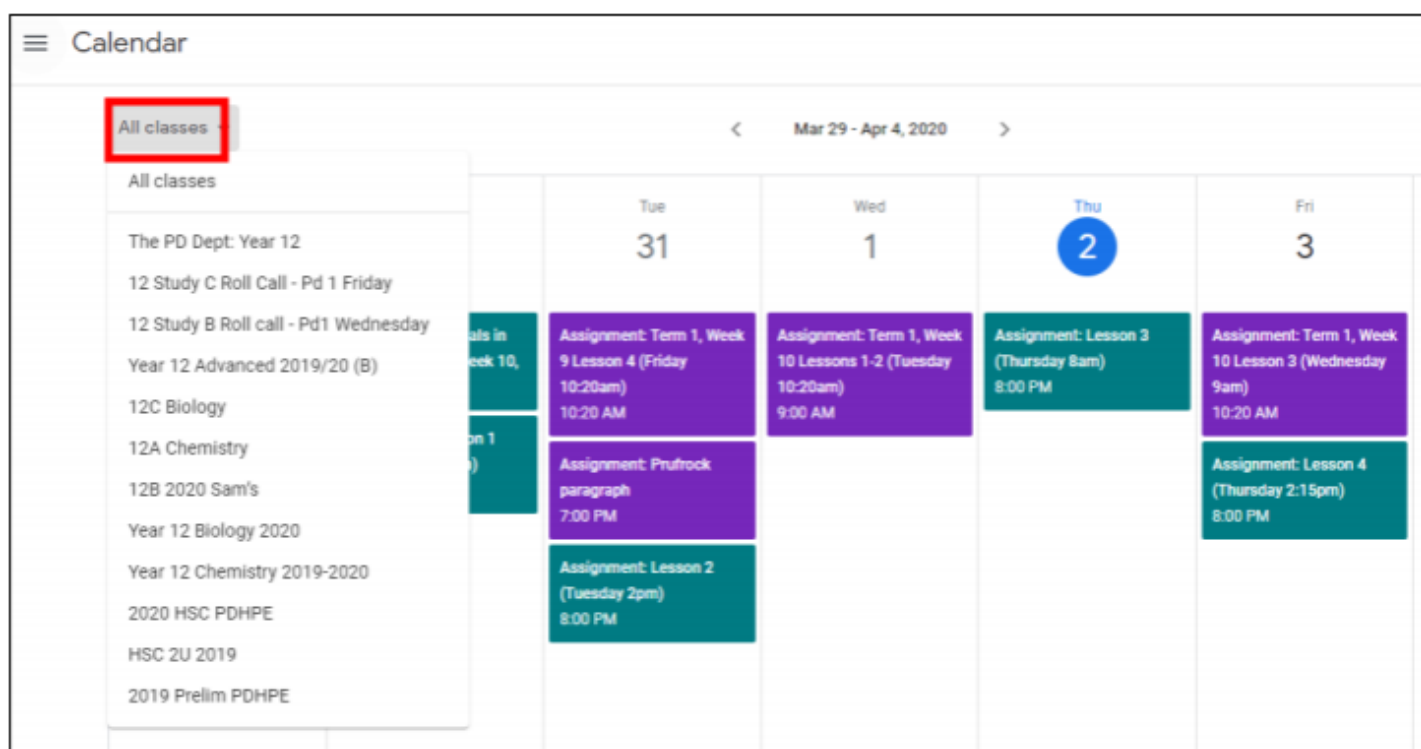 Calendar
All classes
Mar 29 - Apr 4, 2020
All classes
The PD Dept: Year 12
12 Study C Roll Call - Pd 1 Friday
12 Study B Roll call - Pd1 Wednesday
Year 12 Advanced 2019/20 (B)
12C Biology
12A Chemistry
12B 2020 Sam's
Year 12 Biology 2020
Year 12 Chemistry 2019-2020
2020 HSC PDHPE
HSC 2U 2019
2019 Prelim PDHPE
in
10,
1
Tue
31
Assignment: Term 1, Week
9 Lesson 4 (Friday
10:20am)
10:20 AM
Assignment: Prufrock
paragraph
7:00 PM
Assignment: Lesson 2
(Tuesday 2pm)
8:00 PM
Wed
1
Assignment: Term 1, Week
10 Lessons 1-2 (Tuesday
10:20am)
9:00 AM
Thu
2
Assignment: Lesson 3
(Thursday 8am)
8:00 PM
Fri
3
Assignment: Term 1, Week
10 Lesson 3 (Wednesday
9am)
10:20 AM
Assignment: Lesson 4
(Thursday 2:15pm)
8:00 PM